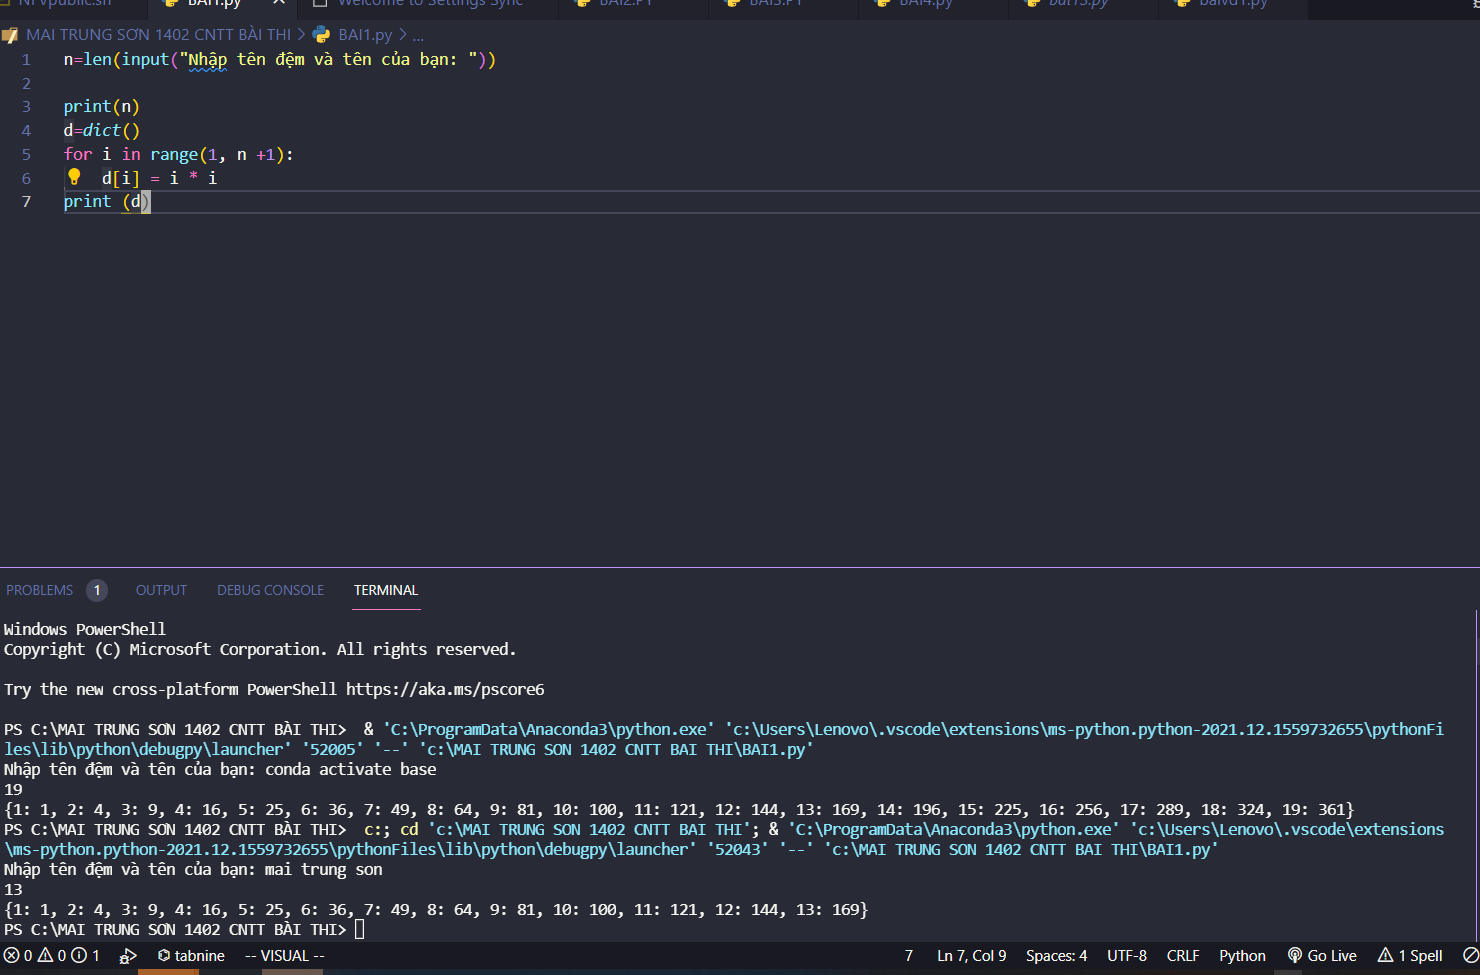 BAI1.py
Welcome to Settings Sync
BAI2.PY
BAI3.PY
BAI4.py
bai15.py
baivd1.py
MAI TRUNG SƠN 1402 CNTT BÀI THI > BAI1.py > ...
1 n=len(input("Nhập tên đệm và tên của bạn: "))
2
3 print(n)
4 d=dict()
5 for i in range(1, n +1):
6 d[i] = i * i
7 print (d)
PROBLEMS 1 OUTPUT DEBUG CONSOLE TERMINAL
Windows PowerShell
Copyright (C) Microsoft Corporation. All rights reserved.
Try the new cross-platform PowerShell https://aka.ms/pscore6
PS C:\MAI TRUNG SƠN 1402 CNTT BÀI THI> & 'C:\ProgramData\Anaconda3\python.exe' 'c:\Users\Lenovo\.vscode\extensions\ms-python.python-2021.12.1559732655\pythonFi
les\lib\python\debugpy\launcher' '52005' '--' 'c:\MAI TRUNG SƠN 1402 CNTT BÀI THI\BAI1.py'
Nhập tên đệm và tên của bạn: conda activate base
19
{1: 1, 2: 4, 3: 9, 4: 16, 5: 25, 6: 36, 7: 49, 8: 64, 9: 81, 10: 100, 11: 121, 12: 144, 13: 169, 14: 196, 15: 225, 16: 256, 17: 289, 18: 324, 19: 361}
PS C:\MAI TRUNG SƠN 1402 CNTT BÀI THI> c:; cd 'c:\MAI TRUNG SƠN 1402 CNTT BÀI THI'; & 'C:\ProgramData\Anaconda3\python.exe' 'c:\Users\Lenovo\.vscode\extensions
\ms-python.python-2021.12.1559732655\pythonFiles\lib\python\debugpy\launcher' '52043' '--' 'c:\MAI TRUNG SƠN 1402 CNTT BÀI THI\BAI1.py'
Nhập tên đệm và tên của bạn: mai trung son
13
{1: 1, 2: 4, 3: 9, 4: 16, 5: 25, 6: 36, 7: 49, 8: 64, 9: 81, 10: 100, 11: 121, 12: 144, 13: 169}
PS C:\MAI TRUNG SƠN 1402 CNTT BÀI THI>
0 0 1 tabnine -- VISUAL -- 7 Ln 7, Col 9 Spaces: 4 UTF-8 CRLF Python Go Live 1 Spell